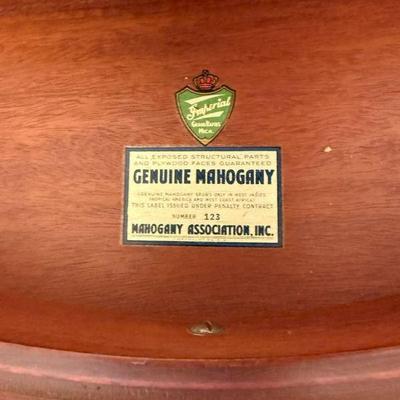 Imperial
GRAND RAPIDS
MICH.
ALL EXPOSED STRUCTURAL PARTS
AND PLYWOOD FACES GUARANTEED
GENUINE MAHOGANY
(GENUINE MAHOGANY GROWS ONLY IN WEST INDIES,
TROPICAL AMERICA AND WEST COAST AFRICA)
THIS LABEL ISSUED UNDER PENALTY CONTRACT
NUMBER 123
MAHOGANY ASSOCIATION, INC.